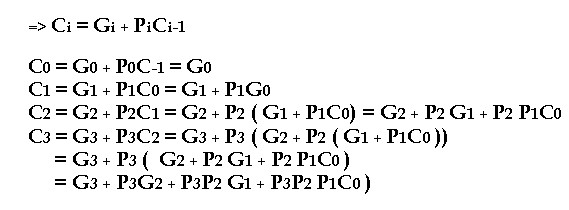 => Ci = Gi + PiCi-1
C0 = G0 + P0C-1 = G0
C1 = G1 + P1C0 = G1 + P1G0
C2 = G2 + P2C1 = G2 + P2 ( G1 + P1C0) = G2 + P2 G1 + P2 P1C0
C3 = G3 + P3C2 = G3 + P3 ( G2 + P2 ( G1 + P1C0 ))
= G3 + P3 ( G2 + P2 G1 + P2 P1C0 )
= G3 + P3G2 + P3P2 G1 + P3P2 P1C0 )